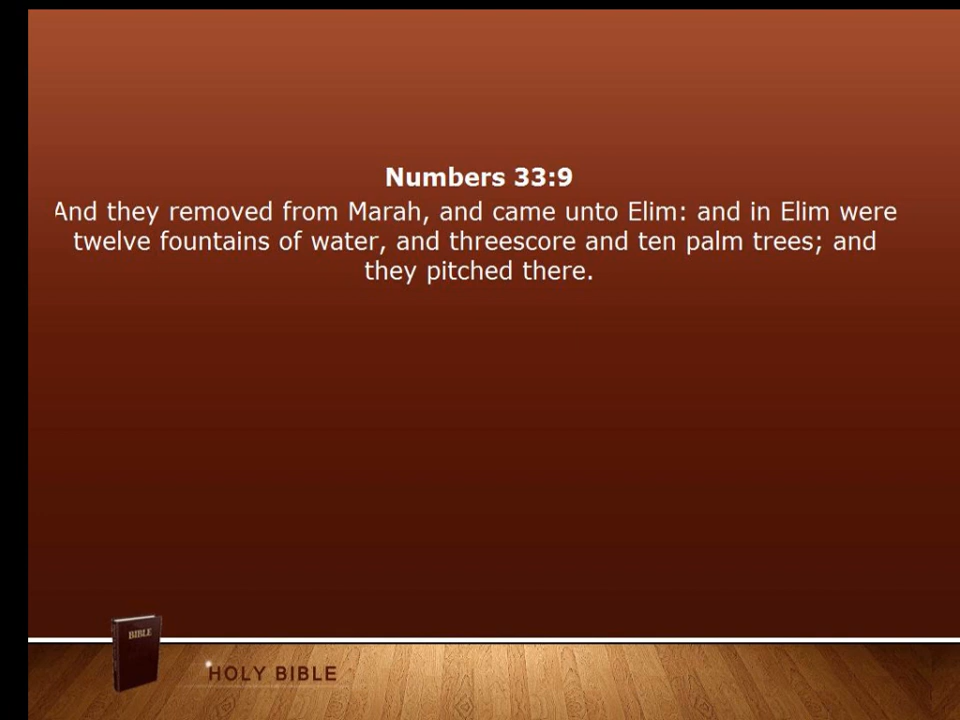 Numbers 33:9
And they removed from Marah, and came unto Elim: and in Elim were
twelve fountains of water, and threescore and ten palm trees; and
they pitched there.
BIBLE
HOLY BIBLE